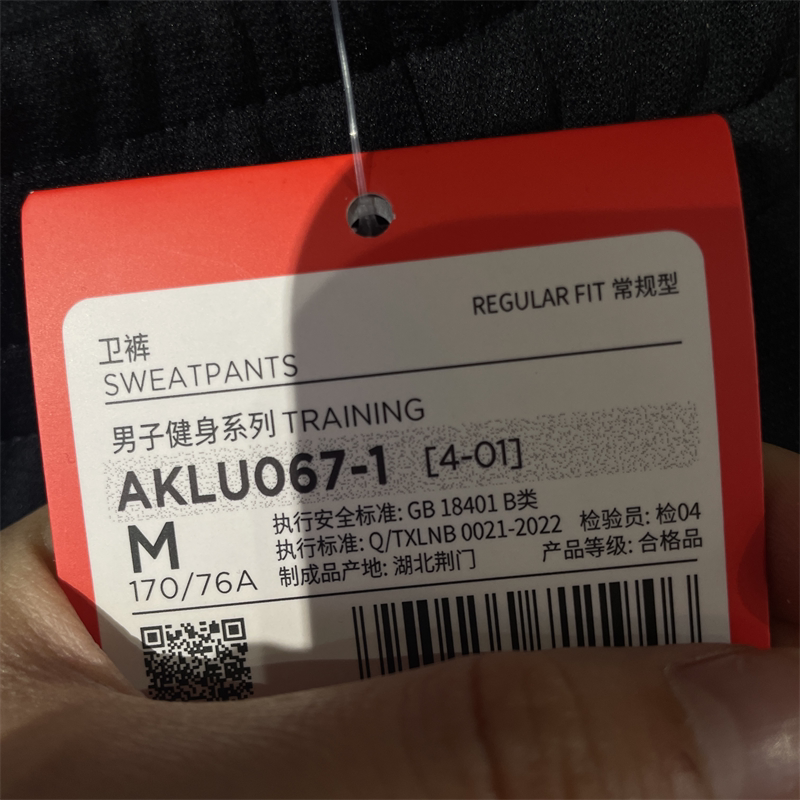 REGULAR FIT 常规型
卫裤
SWEATPANTS
男子健身系列 TRAINING
AKLU067-1 [4-01]
M
170/76A
执行安全标准: GB 18401 B类
执行标准: Q/TXLNB 0021-2022 检验员: 检04
制成品产地: 湖北荆门 产品等级: 合格品